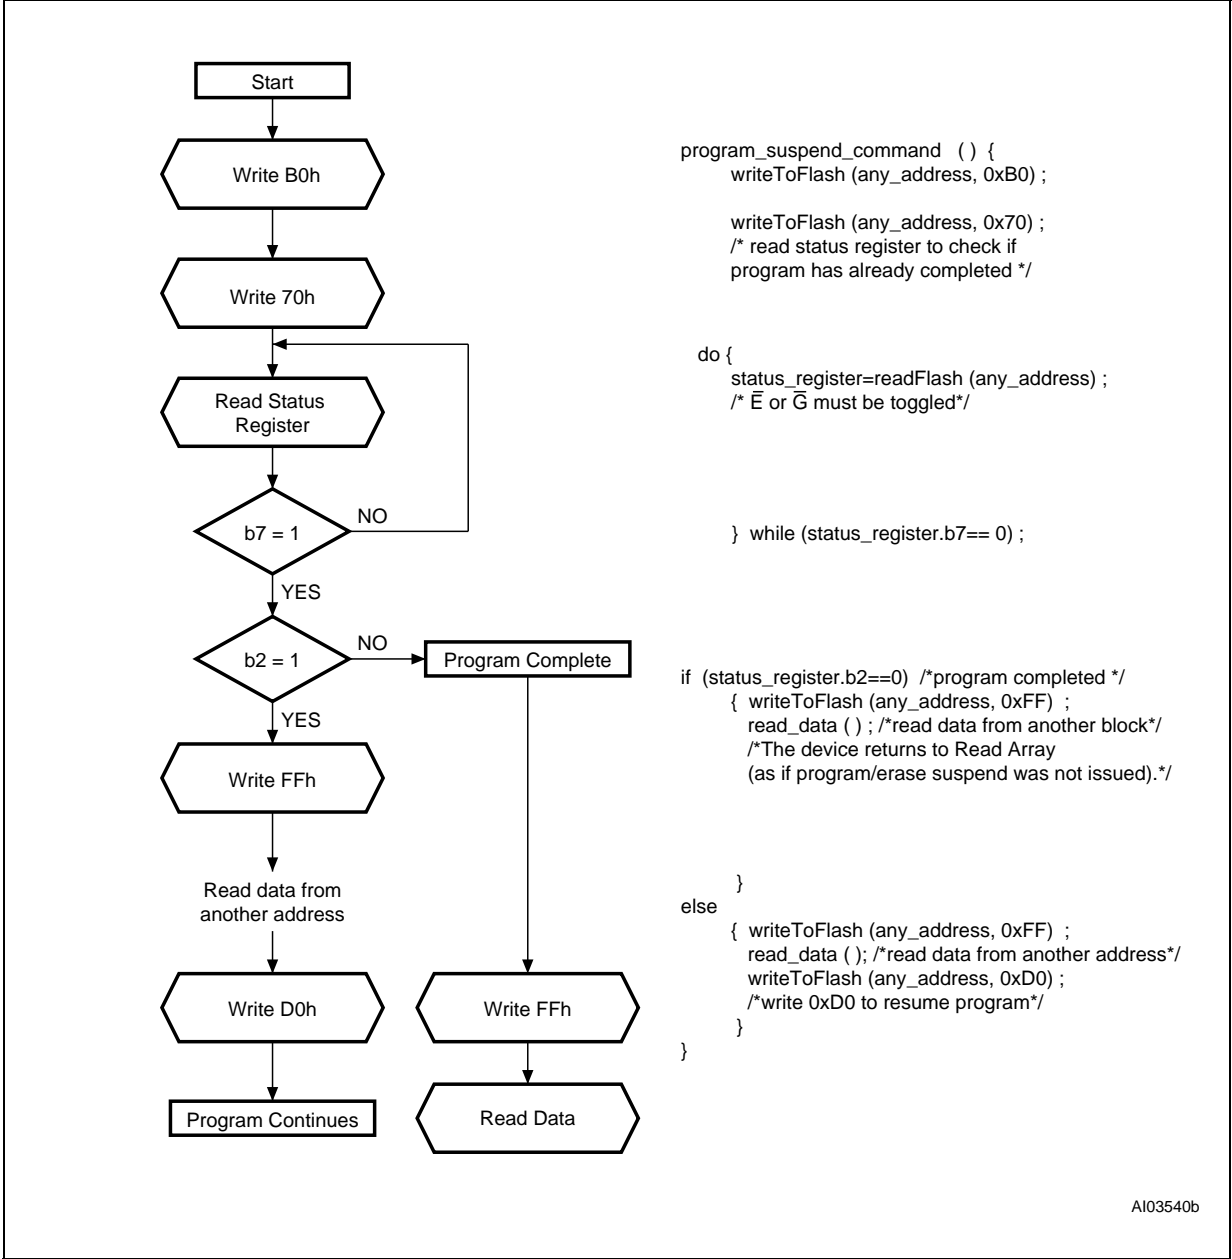 Start
Write B0h
Write 70h
Read Status
Register
b7 = 1
NO
YES
b2 = 1
NO
Program Complete
YES
Write FFh
Read data from
another address
Write D0h
Write FFh
Program Continues
Read Data
program_suspend_command ( ) {
writeToFlash (any_address, 0xB0) ;
writeToFlash (any_address, 0x70) ;
/* read status register to check if
program has already completed */
do {
status_register=readFlash (any_address) ;
/* E̅ or G̅ must be toggled*/
} while (status_register.b7== 0) ;
if (status_register.b2==0) /*program completed */
{ writeToFlash (any_address, 0xFF) ;
read_data ( ) ; /*read data from another block*/
/*The device returns to Read Array
(as if program/erase suspend was not issued).*/
}
else
{ writeToFlash (any_address, 0xFF) ;
read_data ( ); /*read data from another address*/
writeToFlash (any_address, 0xD0) ;
/*write 0xD0 to resume program*/
}
}
AI03540b